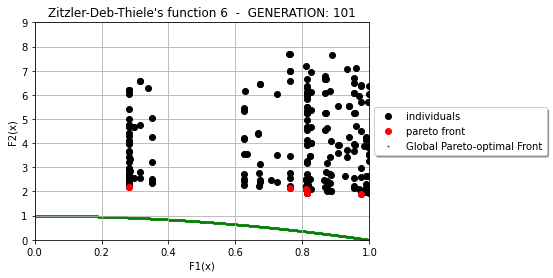 Zitzler-Deb-Thiele's function 6 - GENERATION: 101
9
8
7
6
5
4
3
2
1
0
F2(x)
0.0 0.2 0.4 0.6 0.8 1.0
F1(x)
individuals
pareto front
Global Pareto-optimal Front